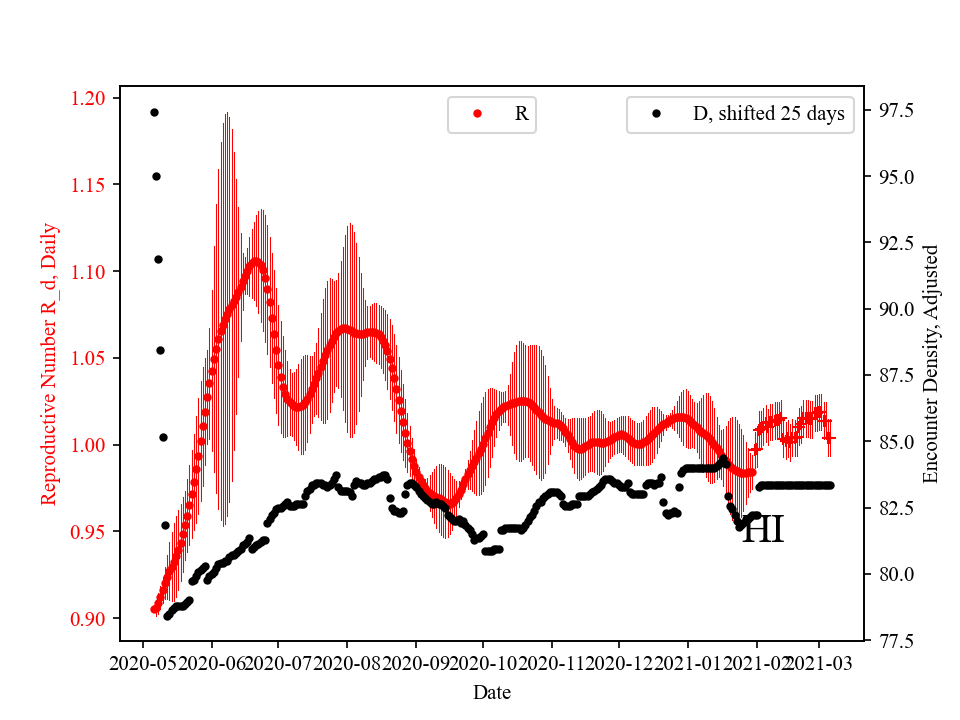 R
D, shifted 25 days
1.20
1.15
1.10
1.05
1.00
0.95
0.90
Reproductive Number R_d, Daily
97.5
95.0
92.5
90.0
87.5
85.0
82.5
80.0
77.5
Encounter Density, Adjusted
HI
2020-05 2020-06 2020-07 2020-08 2020-09 2020-10 2020-11 2020-12 2021-01 2021-02 2021-03
Date